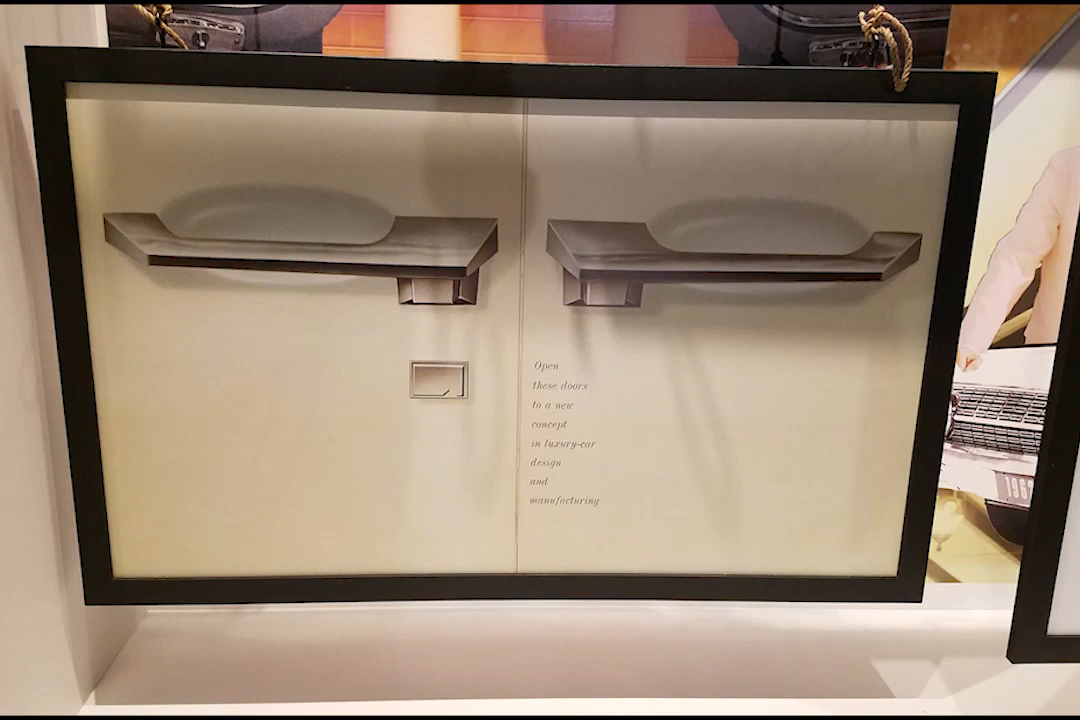 Open
these doors
to a new
concept
in luxury-car
design
and
manufacturing